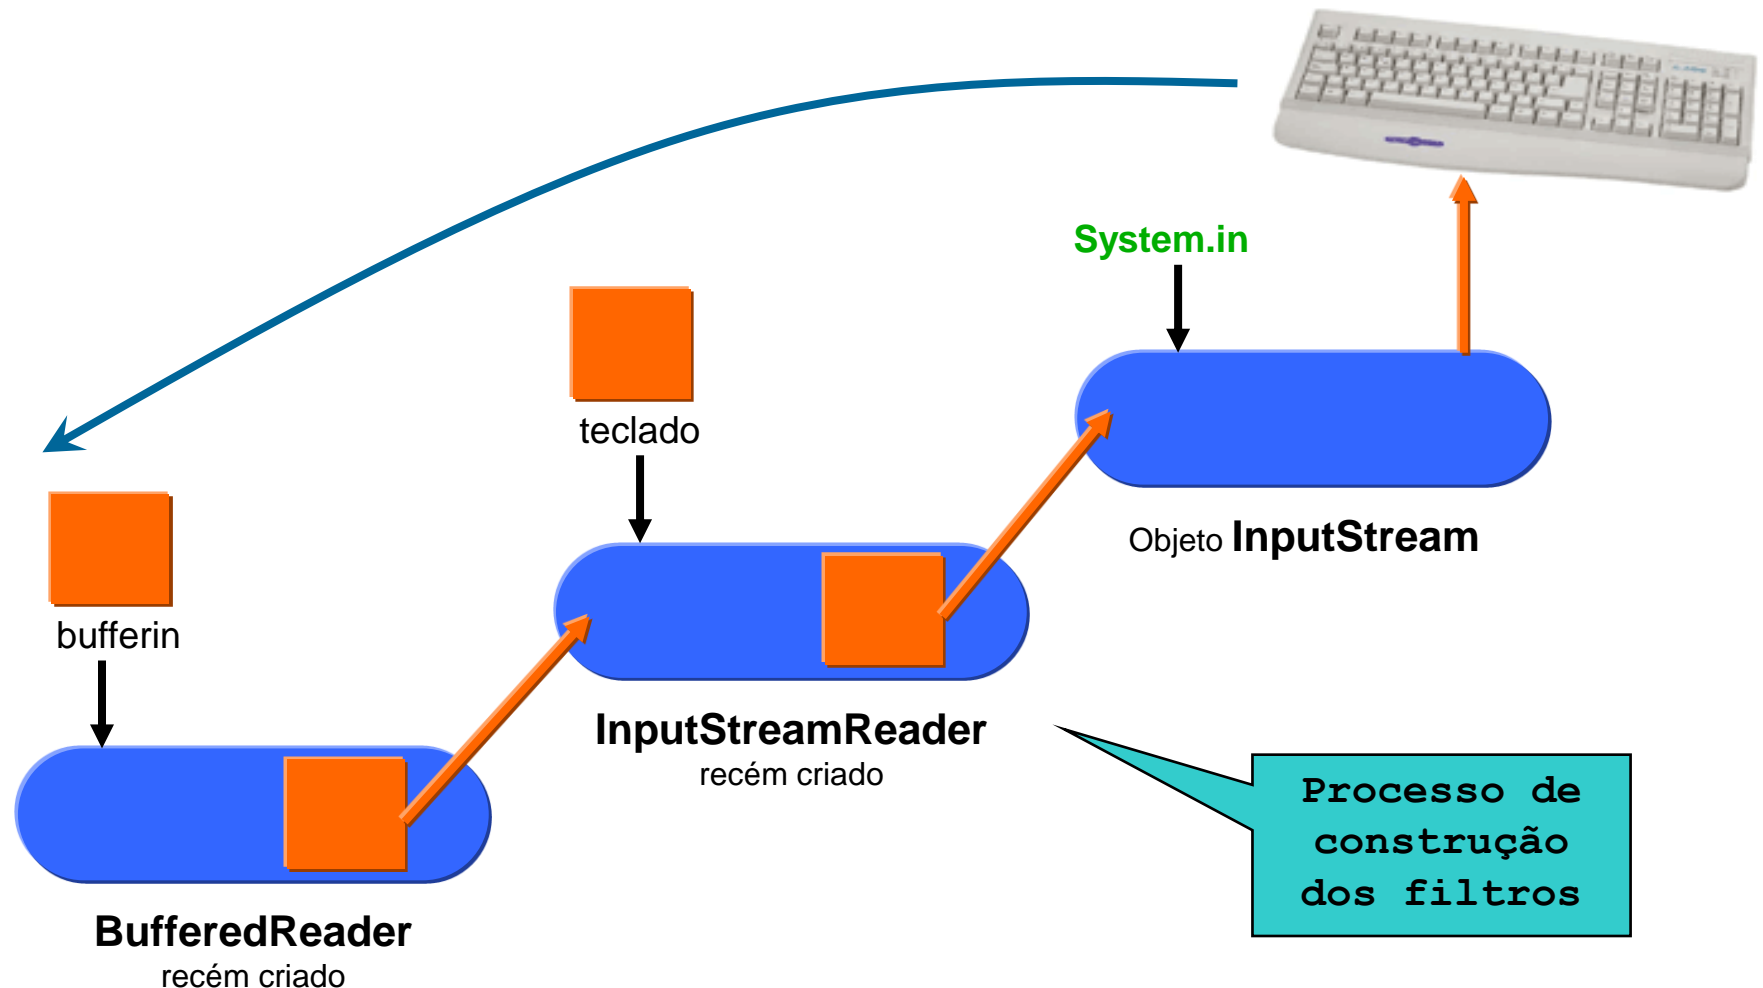 System.in
teclado
Objeto InputStream
bufferin
InputStreamReader
recém criado
Processo de
construção
dos filtros
BufferedReader
recém criado